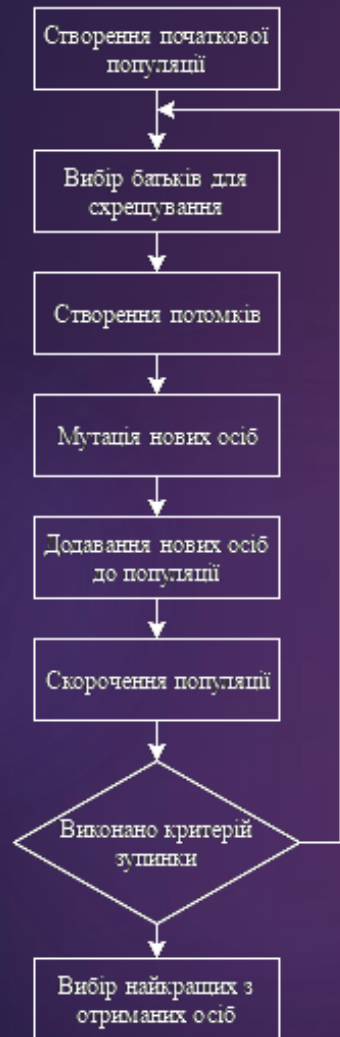 Створення початкової
популяції
Вибір батьків для
схрещування
Створення потомків
Мутація нових осіб
Додавання нових осіб
до популяції
Скорочення популяції
Виконано критерій
зупинки
Вибір найкращих з
отриманих осіб